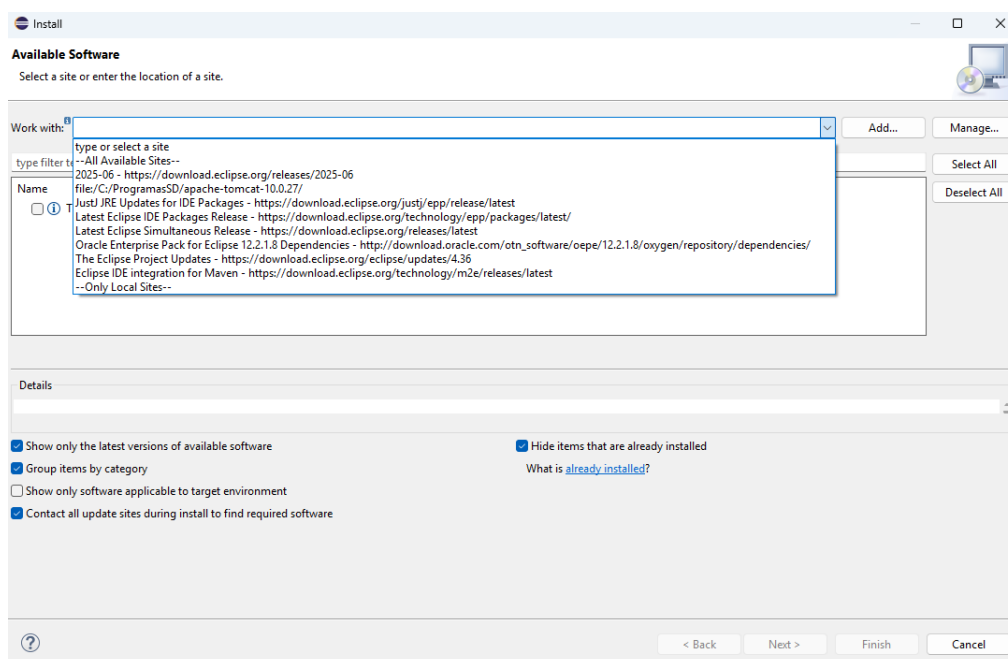 Install
Available Software
Select a site or enter the location of a site.
Work with:
Add...
Manage...
type or select a site
--All Available Sites--
2025-06 - https://download.eclipse.org/releases/2025-06
file:/C:/ProgramasSD/apache-tomcat-10.0.27/
JustJ JRE Updates for IDE Packages - https://download.eclipse.org/justj/epp/release/latest
Latest Eclipse IDE Packages Release - https://download.eclipse.org/technology/epp/packages/latest/
Latest Eclipse Simultaneous Release - https://download.eclipse.org/releases/latest
Oracle Enterprise Pack for Eclipse 12.2.1.8 Dependencies - http://download.oracle.com/otn_software/oepe/12.2.1.8/oxygen/repository/dependencies/
The Eclipse Project Updates - https://download.eclipse.org/eclipse/updates/4.36
Eclipse IDE integration for Maven - https://download.eclipse.org/technology/m2e/releases/latest
--Only Local Sites--
type filter te
Select All
Name
Deselect All
T
Details
Show only the latest versions of available software
Hide items that are already installed
Group items by category
What is already installed?
Show only software applicable to target environment
Contact all update sites during install to find required software
< Back
Next >
Finish
Cancel